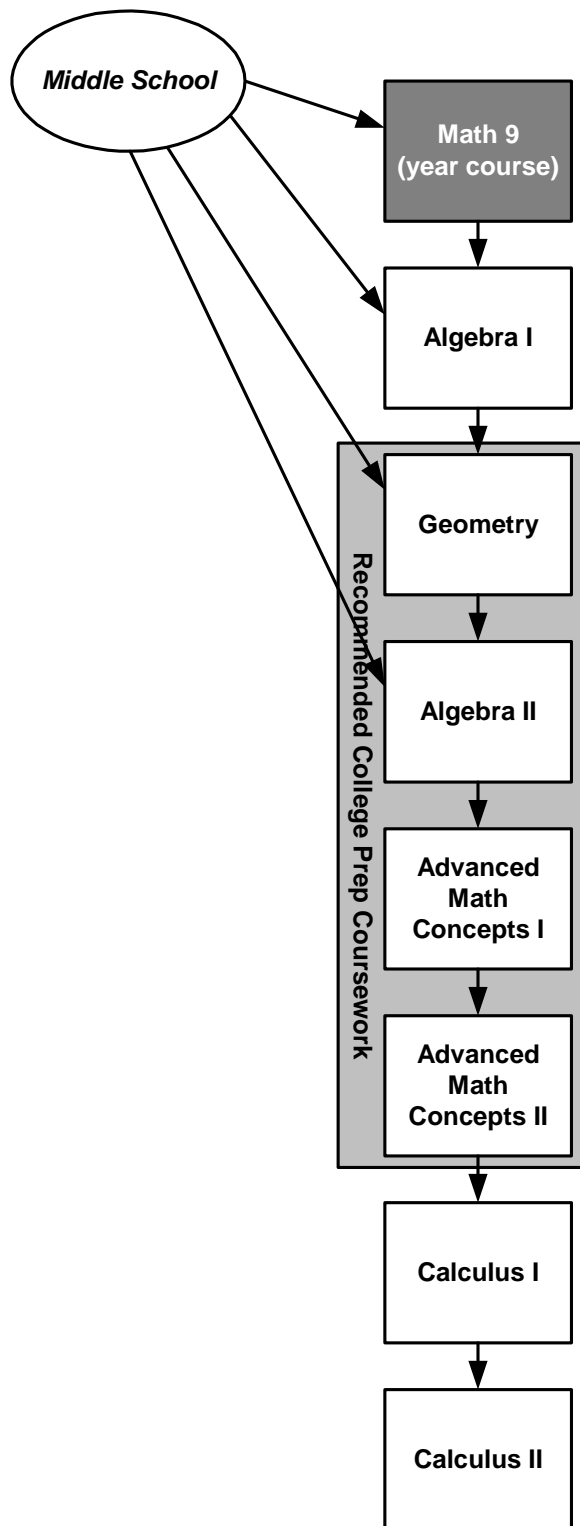 Middle School
Math 9
(year course)
Algebra I
Geometry
Recommended College Prep Coursework
Algebra II
Advanced
Math
Concepts I
Advanced
Math
Concepts II
Calculus I
Calculus II